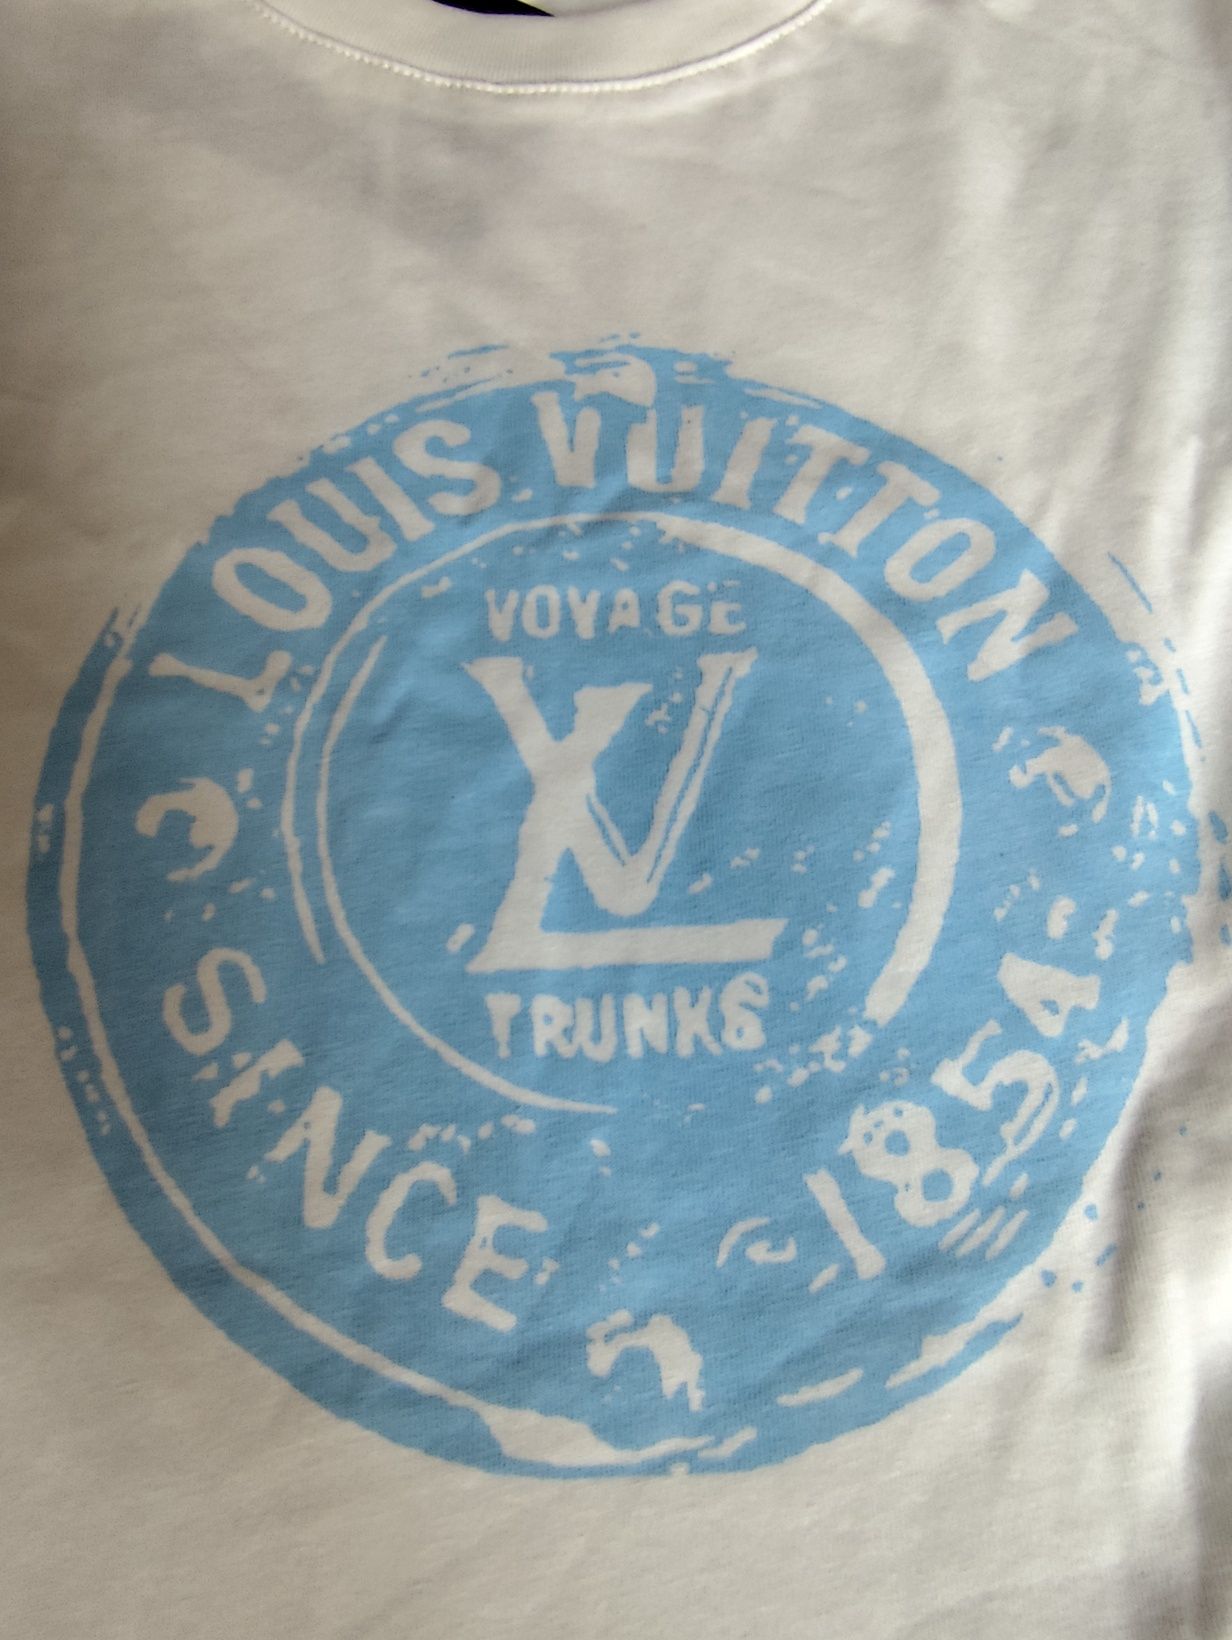 LOUIS VUITTON
VOYAGE
LV
TRUNKS
SINCE 1854